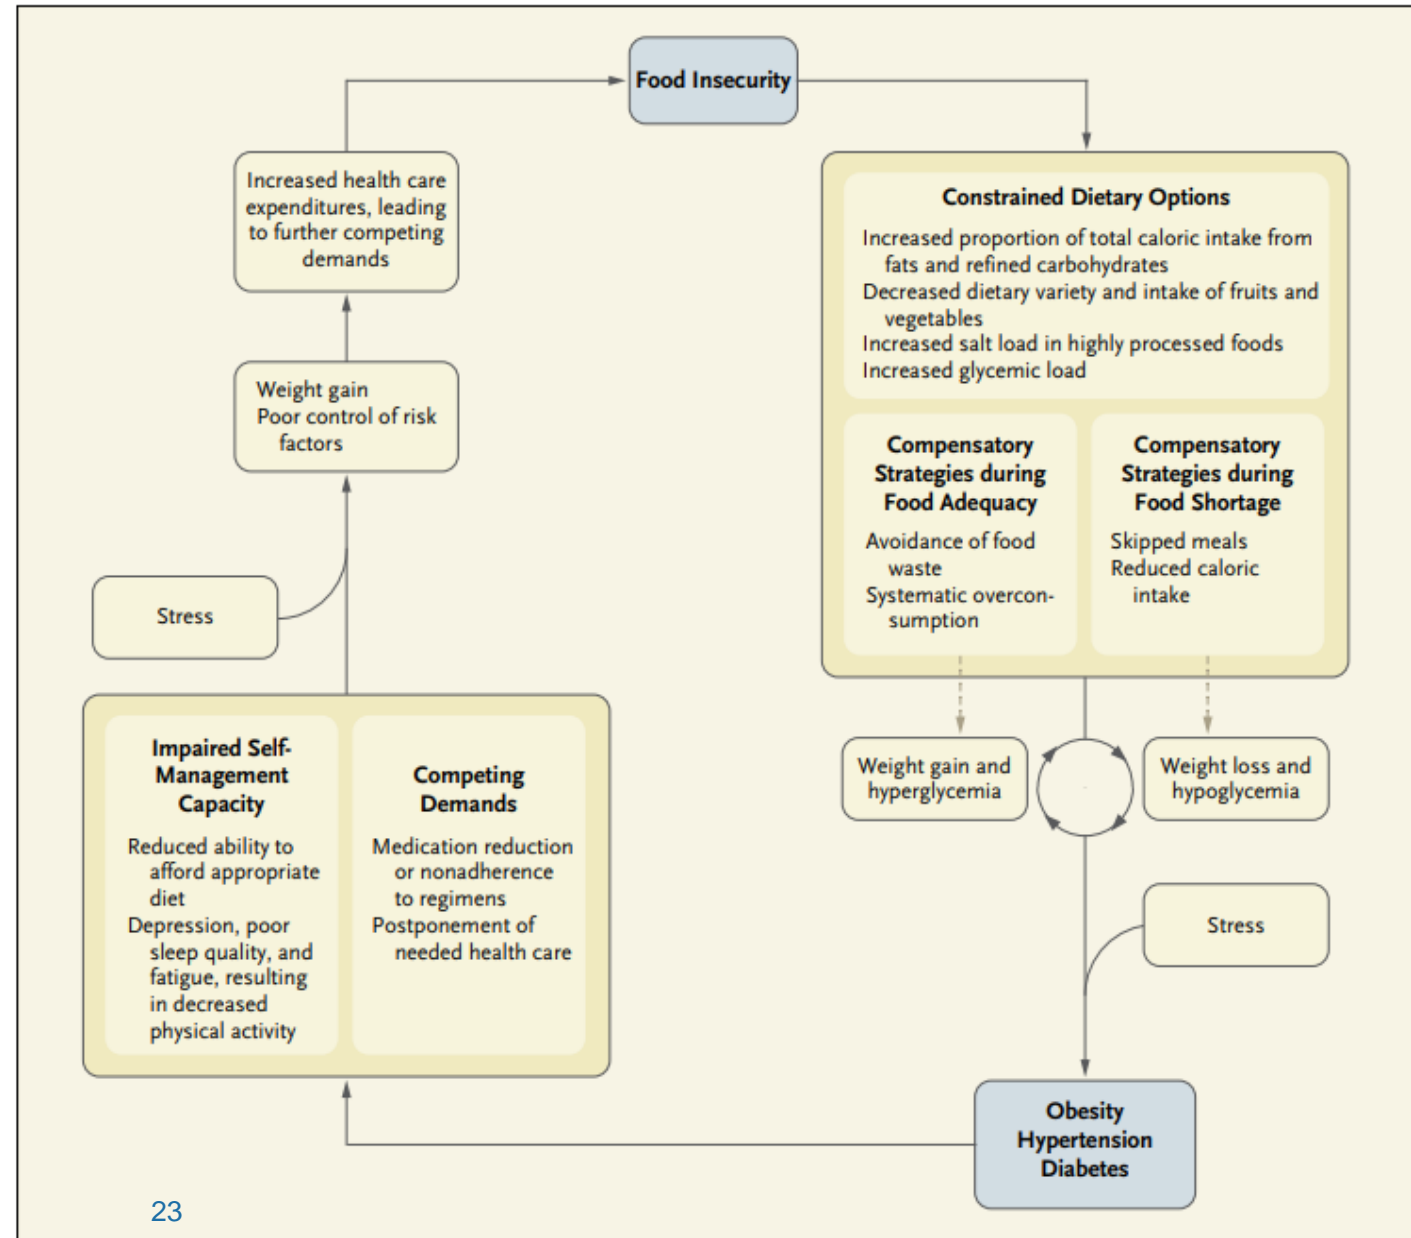 Food Insecurity
Increased health care
expenditures, leading
to further competing
demands
Weight gain
Poor control of risk
factors
Stress
Impaired Self-
Management
Capacity
Reduced ability to
afford appropriate
diet
Depression, poor
sleep quality, and
fatigue, resulting
in decreased
physical activity
Competing
Demands
Medication reduction
or nonadherence
to regimens
Postponement of
needed health care
Constrained Dietary Options
Increased proportion of total caloric intake from
fats and refined carbohydrates
Decreased dietary variety and intake of fruits and
vegetables
Increased salt load in highly processed foods
Increased glycemic load
Compensatory
Strategies during
Food Adequacy
Avoidance of food
waste
Systematic overcon-
sumption
Compensatory
Strategies during
Food Shortage
Skipped meals
Reduced caloric
intake
Weight gain and
hyperglycemia
Weight loss and
hypoglycemia
Stress
Obesity
Hypertension
Diabetes
23